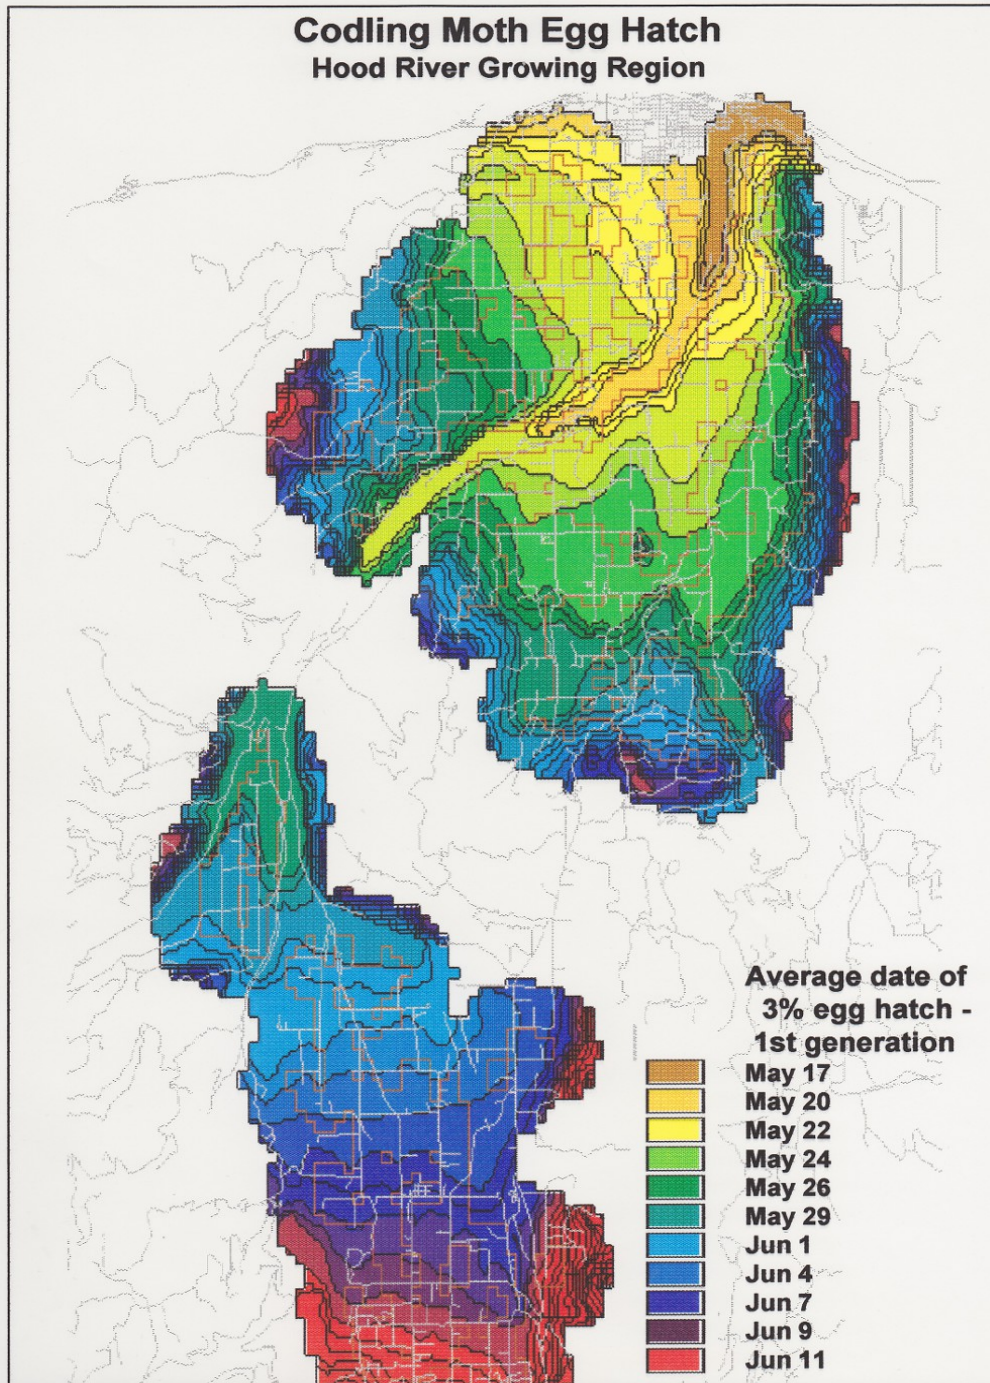 Codling Moth Egg Hatch
Hood River Growing Region
Average date of
3% egg hatch -
1st generation
May 17
May 20
May 22
May 24
May 26
May 29
Jun 1
Jun 4
Jun 7
Jun 9
Jun 11